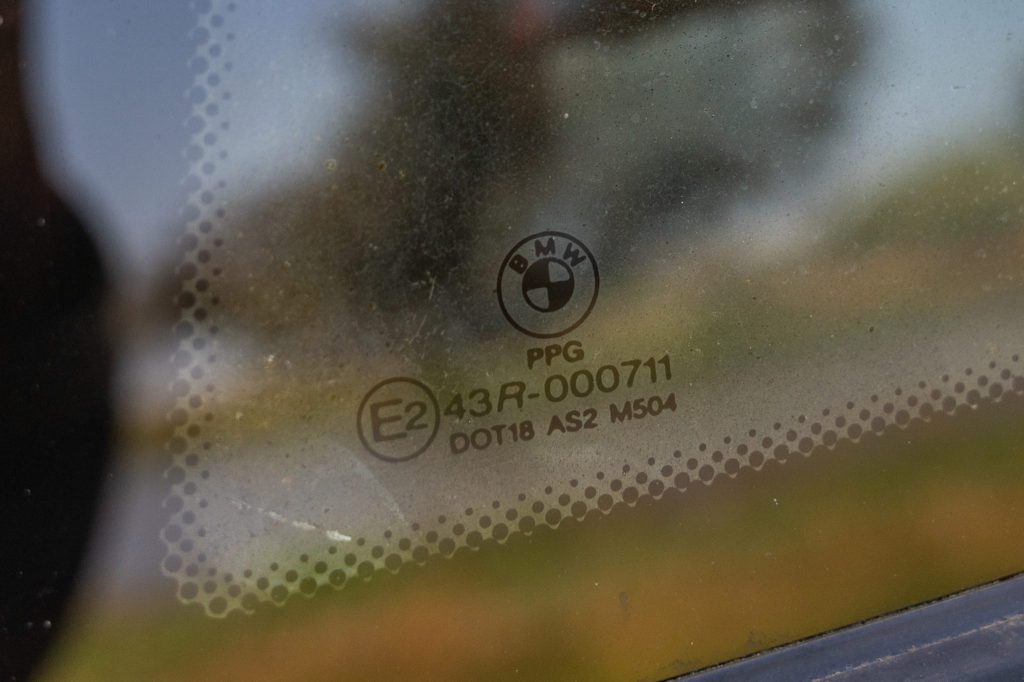 BMW
PPG
E2 43R-000711
DOT18 AS2 M504